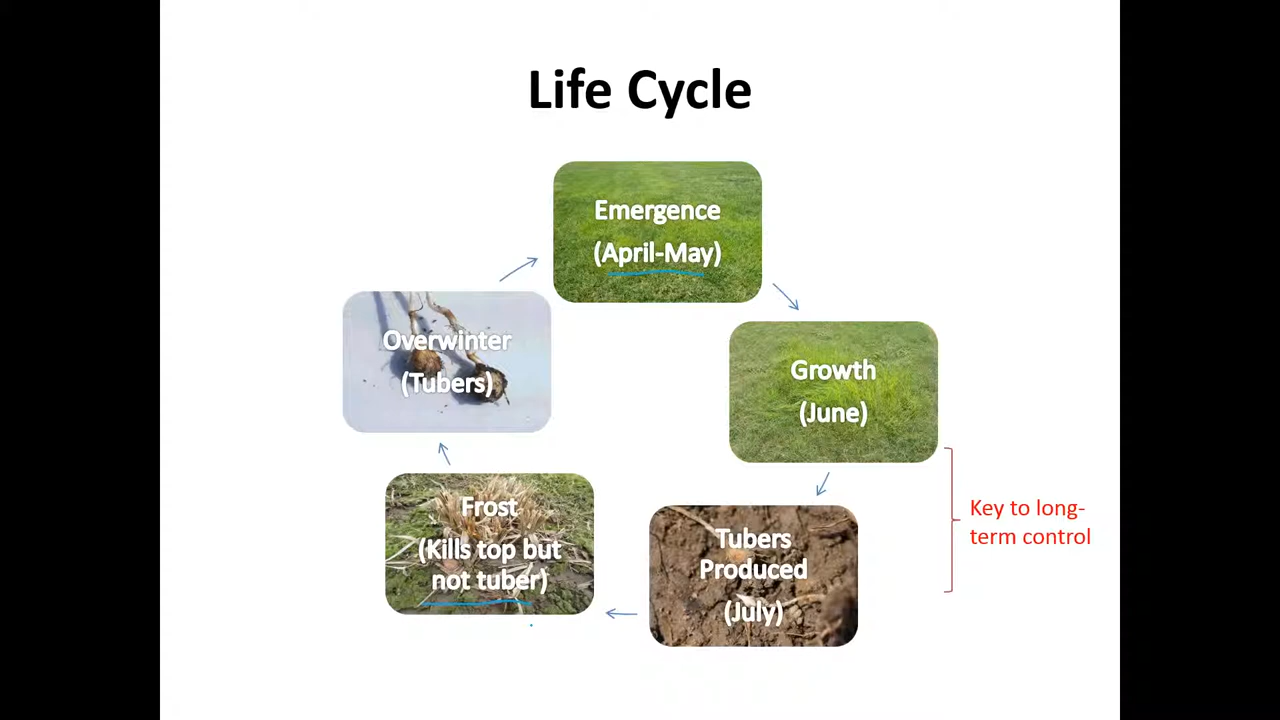 Life Cycle
Emergence
(April-May)
Growth
(June)
Key to long-
term control
Tubers
Produced
(July)
Frost
(Kills top but
not tuber)
Overwinter
(Tubers)